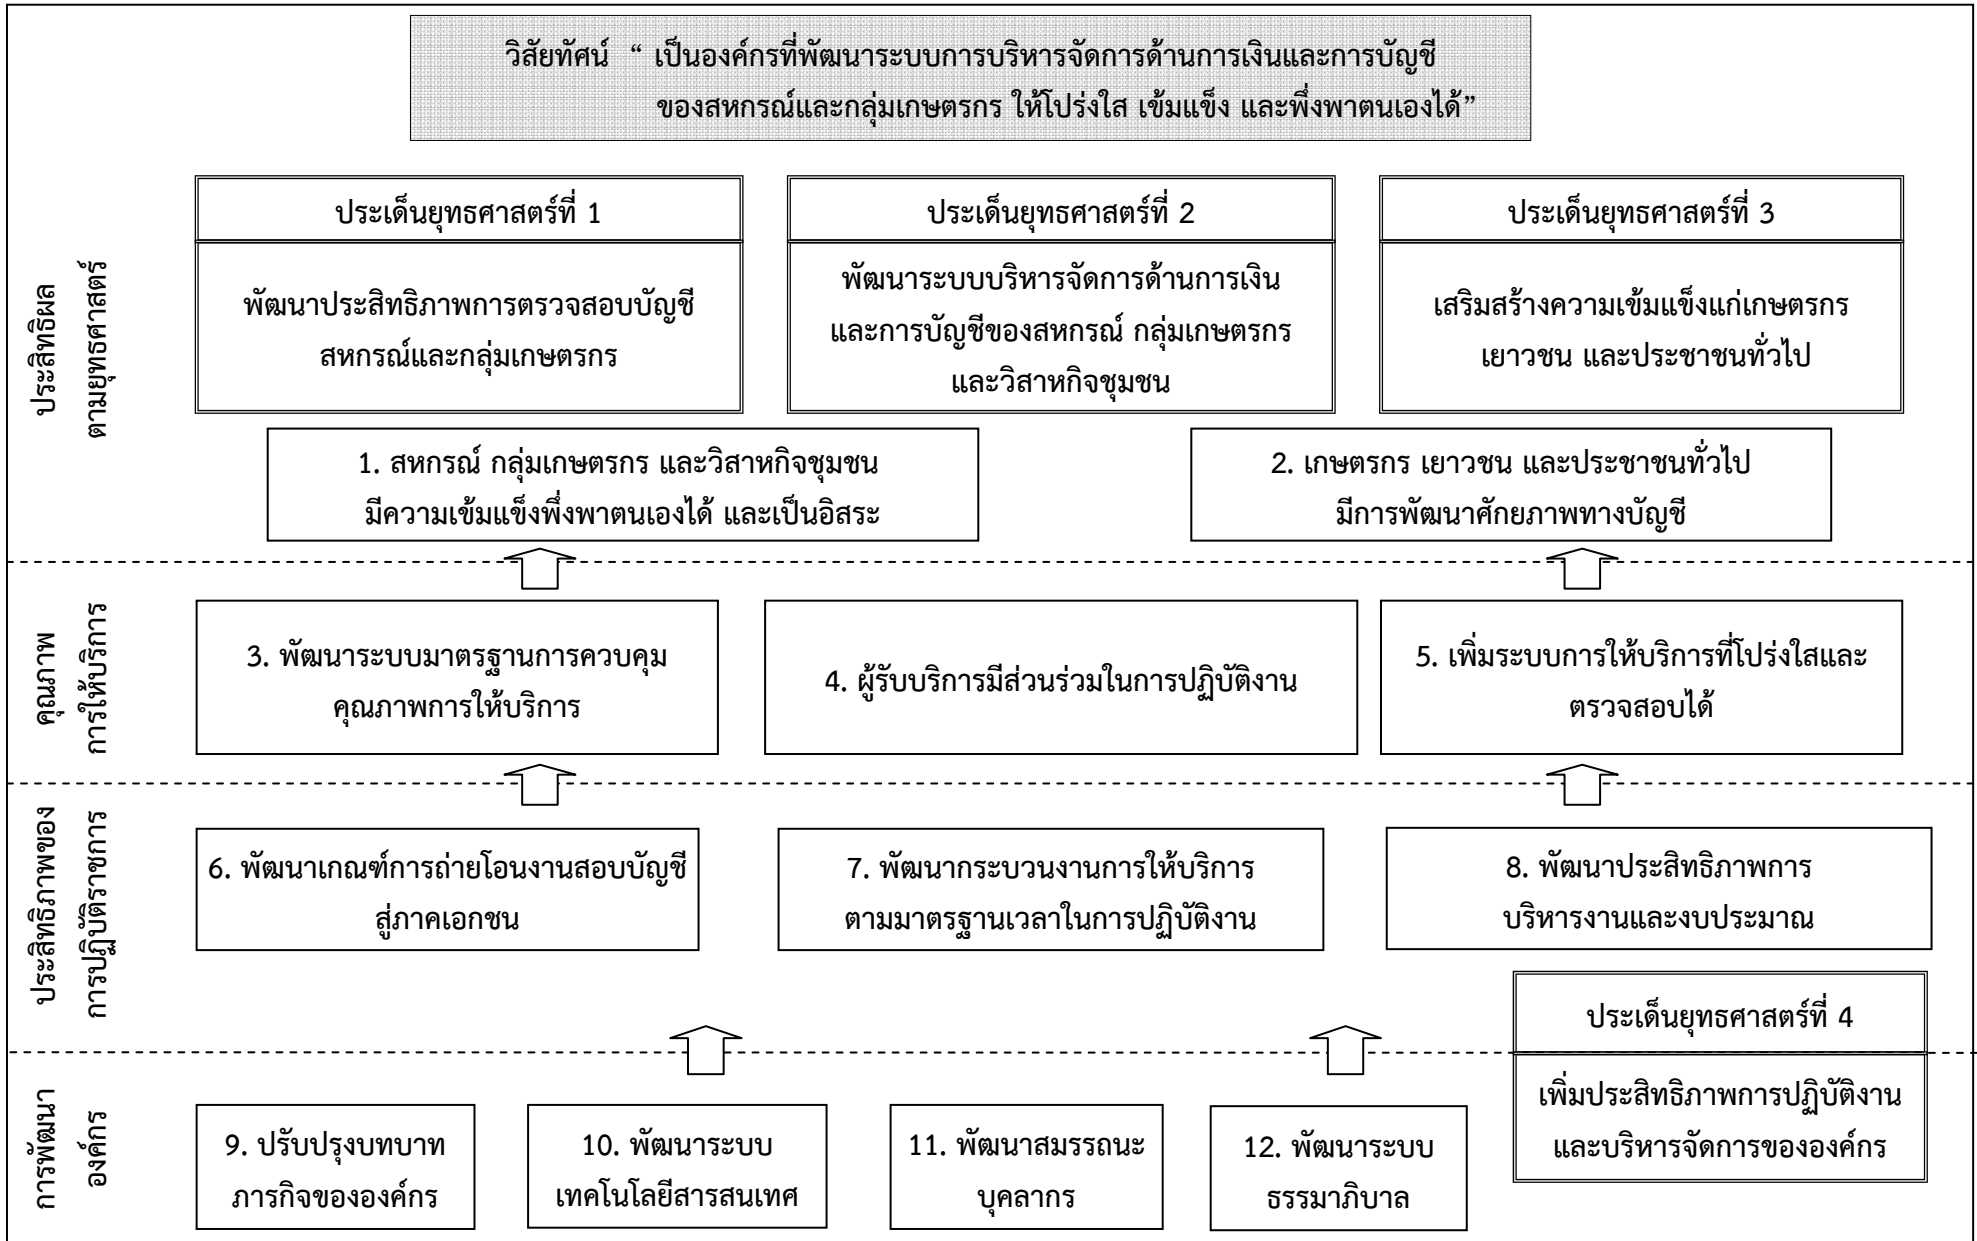 วิสัยทัศน์ “ เป็นองค์กรที่พัฒนาระบบการบริหารจัดการด้านการเงินและการบัญชี
ของสหกรณ์และกลุ่มเกษตรกร ให้โปร่งใส เข้มแข็ง และพึ่งพาตนเองได้”
ประสิทธิผล
ตามยุทธศาสตร์
ประเด็นยุทธศาสตร์ที่ 1
พัฒนาประสิทธิภาพการตรวจสอบบัญชี
สหกรณ์และกลุ่มเกษตรกร
ประเด็นยุทธศาสตร์ที่ 2
พัฒนาระบบบริหารจัดการด้านการเงิน
และการบัญชีของสหกรณ์ กลุ่มเกษตรกร
และวิสาหกิจชุมชน
ประเด็นยุทธศาสตร์ที่ 3
เสริมสร้างความเข้มแข็งแก่เกษตรกร
เยาวชน และประชาชนทั่วไป
1. สหกรณ์ กลุ่มเกษตรกร และวิสาหกิจชุมชน
มีความเข้มแข็งพึ่งพาตนเองได้ และเป็นอิสระ
2. เกษตรกร เยาวชน และประชาชนทั่วไป
มีการพัฒนาศักยภาพทางบัญชี
คุณภาพ
การให้บริการ
3. พัฒนาระบบมาตรฐานการควบคุม
คุณภาพการให้บริการ
4. ผู้รับบริการมีส่วนร่วมในการปฏิบัติงาน
5. เพิ่มระบบการให้บริการที่โปร่งใสและ
ตรวจสอบได้
ประสิทธิภาพของ
การปฏิบัติราชการ
6. พัฒนาเกณฑ์การถ่ายโอนงานสอบบัญชี
สู่ภาคเอกชน
7. พัฒนากระบวนงานการให้บริการ
ตามมาตรฐานเวลาในการปฏิบัติงาน
8. พัฒนาประสิทธิภาพการ
บริหารงานและงบประมาณ
ประเด็นยุทธศาสตร์ที่ 4
เพิ่มประสิทธิภาพการปฏิบัติงาน
และบริหารจัดการขององค์กร
การพัฒนา
องค์กร
9. ปรับปรุงบทบาท
ภารกิจขององค์กร
10. พัฒนาระบบ
เทคโนโลยีสารสนเทศ
11. พัฒนาสมรรถนะ
บุคลากร
12. พัฒนาระบบ
ธรรมาภิบาล